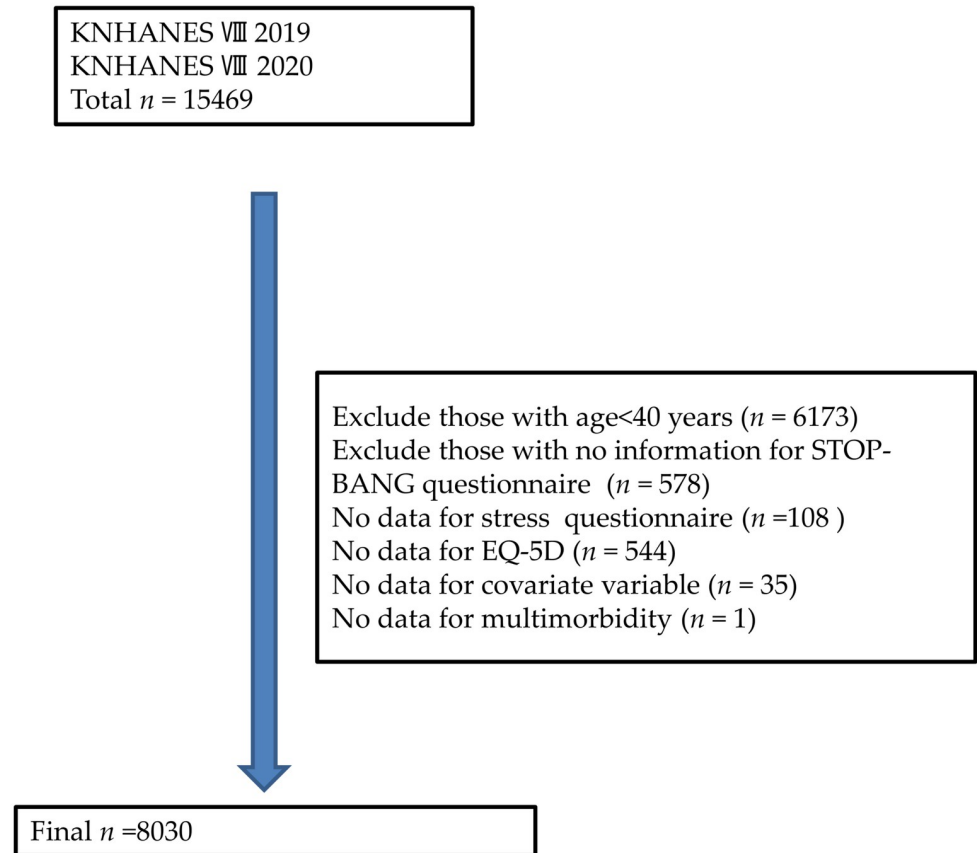 KNHANES Ⅷ 2019
KNHANES Ⅷ 2020
Total n = 15469
Exclude those with age<40 years (n = 6173)
Exclude those with no information for STOP-
BANG questionnaire (n = 578)
No data for stress questionnaire (n =108 )
No data for EQ-5D (n = 544)
No data for covariate variable (n = 35)
No data for multimorbidity (n = 1)
Final n =8030